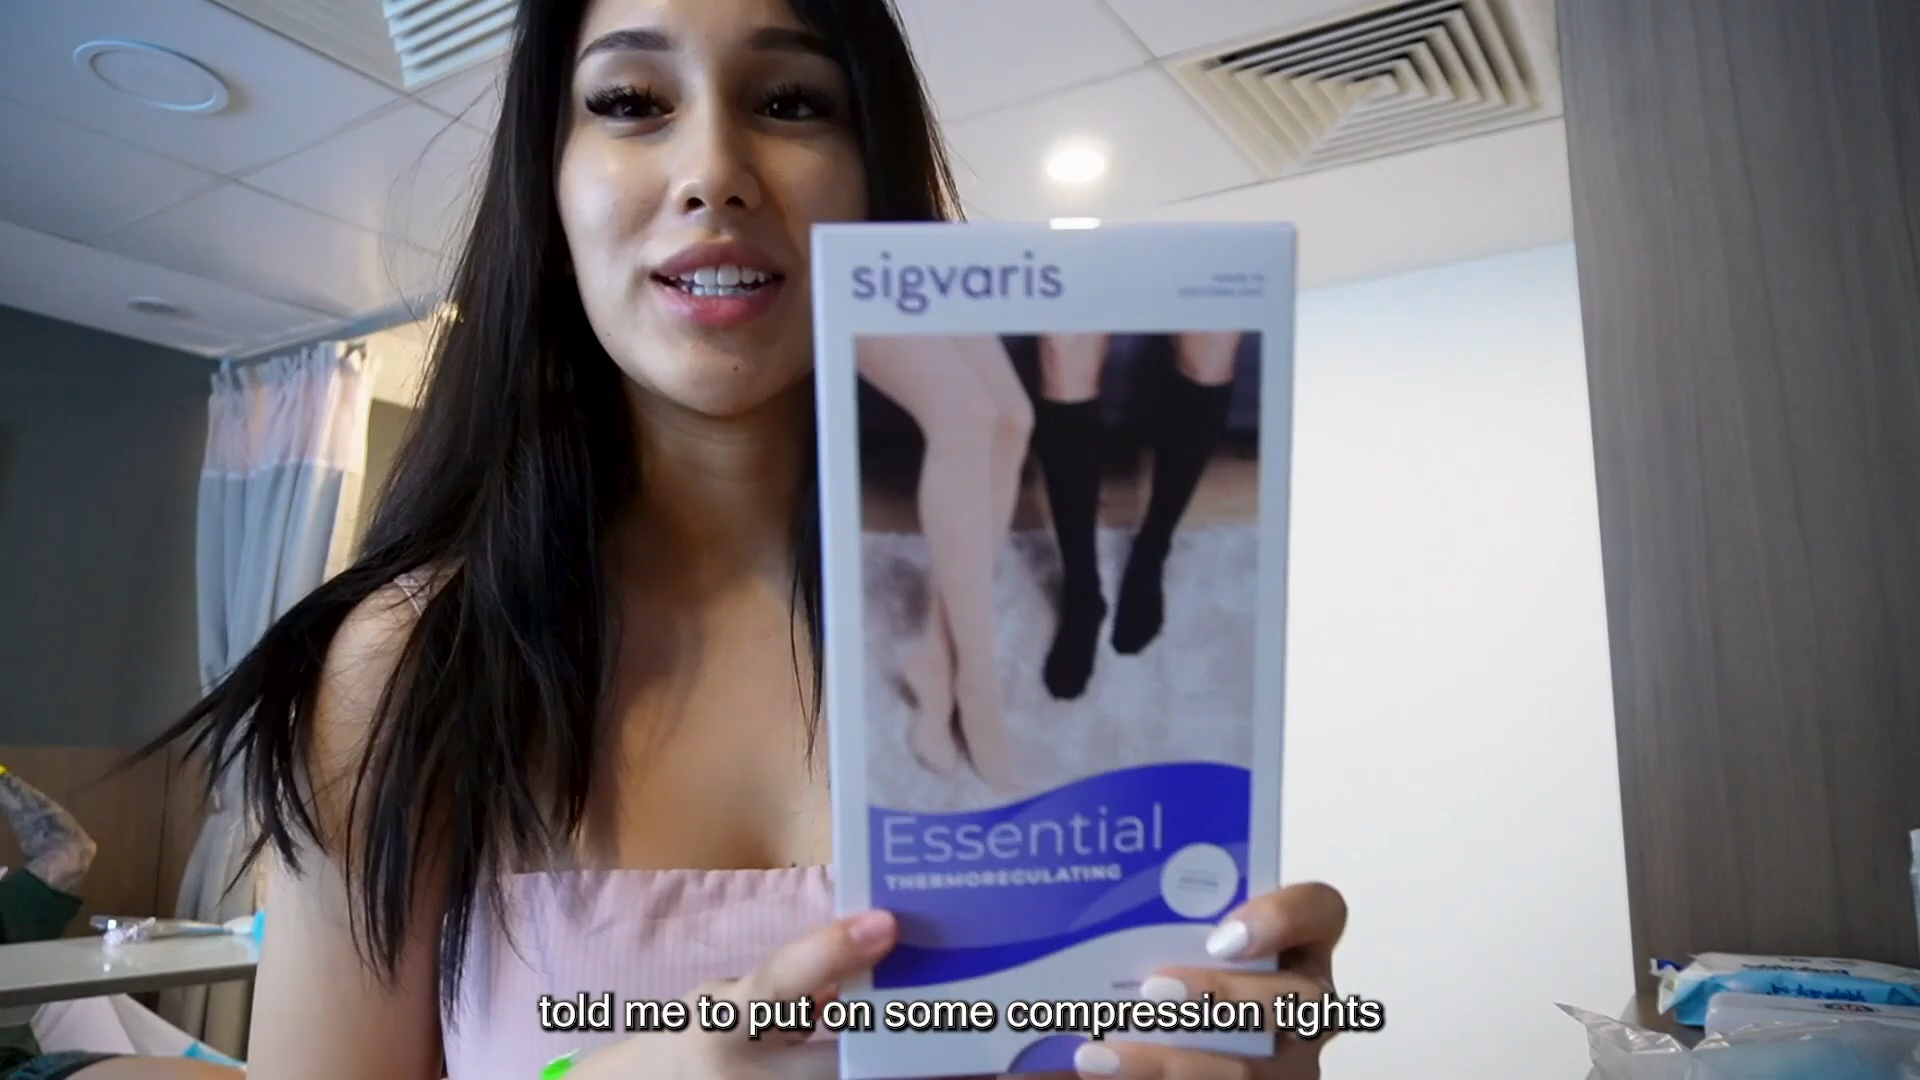 sigvaris
Essential
THERMOREGULATING
told me to put on some compression tights